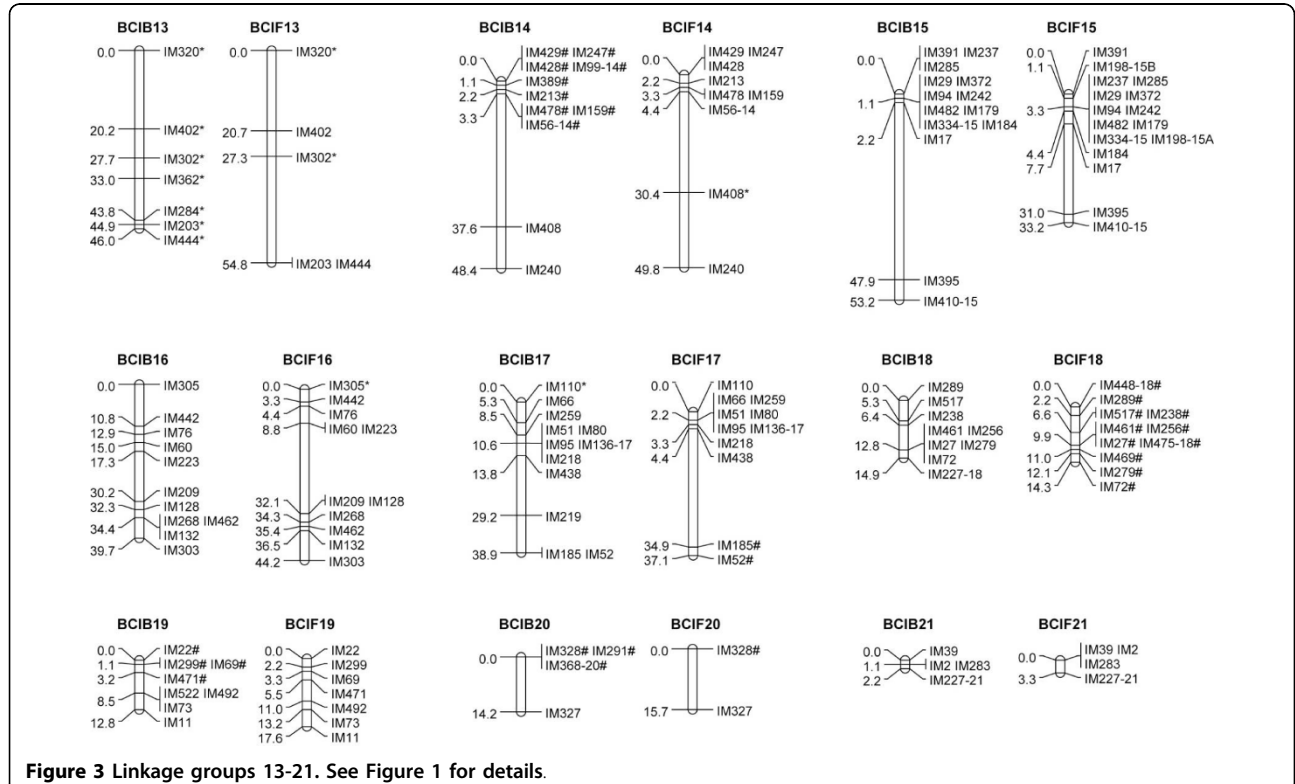 BCIB13
0.0 IM320*
20.2 IM402*
27.7 IM302*
33.0 IM362*
43.8 IM284*
44.9 IM203*
46.0 IM444*
BCIF13
0.0 IM320*
20.7 IM402
27.3 IM302*
54.8 IM203 IM444
BCIB14
0.0 IM429# IM247#
IM428# IM99-14#
1.1 IM389#
2.2 IM213#
3.3 IM478# IM159#
IM56-14#
37.6 IM408
48.4 IM240
BCIF14
0.0 IM429 IM247
IM428
2.2 IM213
3.3 IM478 IM159
4.4 IM56-14
30.4 IM408*
49.8 IM240
BCIB15
0.0 IM391 IM237
IM285
1.1 IM29 IM372
IM94 IM242
IM482 IM179
IM334-15 IM184
2.2 IM17
47.9 IM395
53.2 IM410-15
BCIF15
0.0 IM391
1.1 IM198-15B
3.3 IM237 IM285
IM29 IM372
IM94 IM242
IM482 IM179
IM334-15 IM198-15A
4.4 IM184
7.7 IM17
31.0 IM395
33.2 IM410-15
BCIB16
0.0 IM305
10.8 IM442
12.9 IM76
15.0 IM60
17.3 IM223
30.2 IM209
32.3 IM128
34.4 IM268 IM462
IM132
39.7 IM303
BCIF16
0.0 IM305*
3.3 IM442
4.4 IM76
8.8 IM60 IM223
32.1 IM209 IM128
34.3 IM268
35.4 IM462
36.5 IM132
44.2 IM303
BCIB17
0.0 IM110*
5.3 IM66
8.5 IM259
10.6 IM51 IM80
IM95 IM136-17
IM218
13.8 IM438
29.2 IM219
38.9 IM185 IM52
BCIF17
0.0 IM110
2.2 IM66 IM259
IM51 IM80
IM95 IM136-17
3.3 IM218
4.4 IM438
34.9 IM185#
37.1 IM52#
BCIB18
0.0 IM289
5.3 IM517
6.4 IM238
12.8 IM461 IM256
IM27 IM279
IM72
14.9 IM227-18
BCIF18
0.0 IM448-18#
2.2 IM289#
6.6 IM517# IM238#
9.9 IM461# IM256#
IM27# IM475-18#
11.0 IM469#
12.1 IM279#
14.3 IM72#
BCIB19
0.0 IM22#
1.1 IM299# IM69#
3.2 IM471#
8.5 IM522 IM492
IM73
12.8 IM11
BCIF19
0.0 IM22
2.2 IM299
3.3 IM69
5.5 IM471
11.0 IM492
13.2 IM73
17.6 IM11
BCIB20
0.0 IM328# IM291#
IM368-20#
14.2 IM327
BCIF20
0.0 IM328#
15.7 IM327
BCIB21
0.0 IM39
1.1 IM2 IM283
2.2 IM227-21
BCIF21
0.0 IM39 IM2
IM283
3.3 IM227-21
Figure 3 Linkage groups 13-21. See Figure 1 for details.